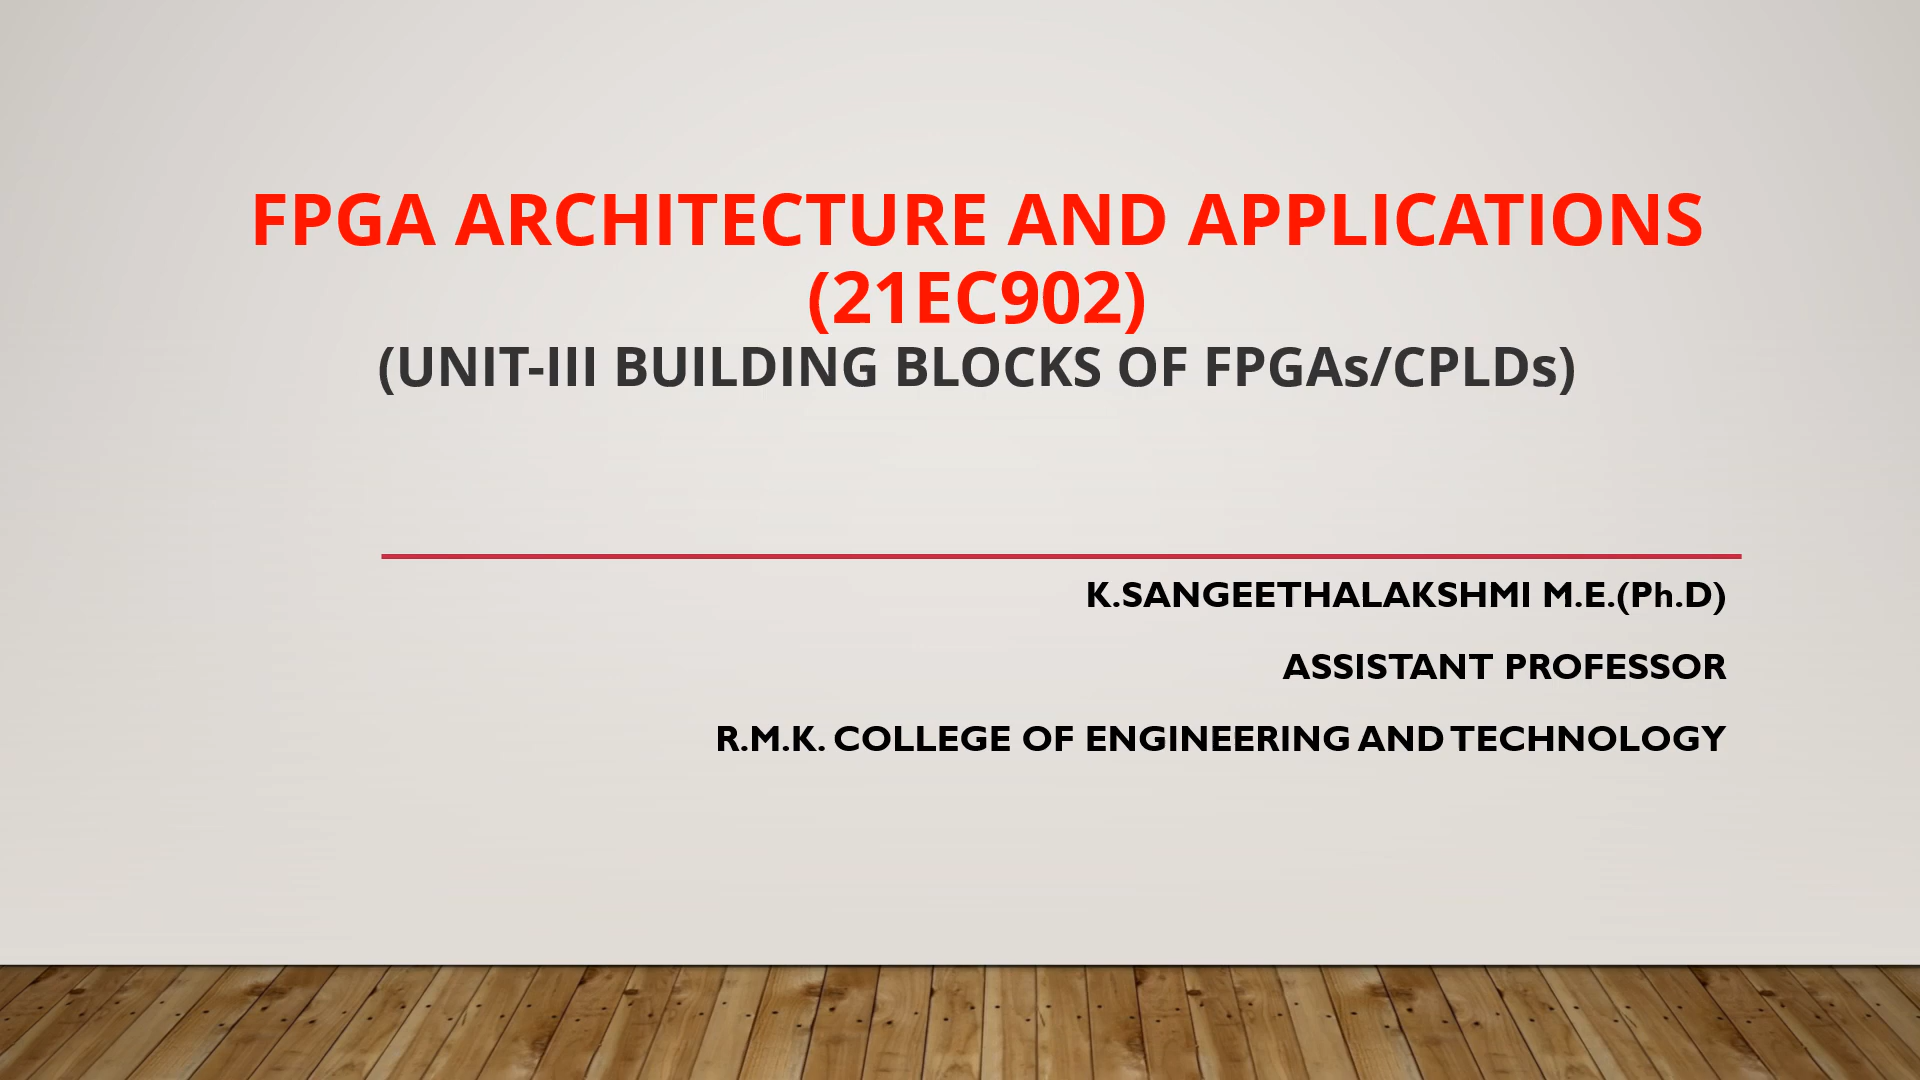 FPGA ARCHITECTURE AND APPLICATIONS
(21EC902)
(UNIT-III BUILDING BLOCKS OF FPGAs/CPLDs)
K.SANGEETHALAKSHMI M.E.(Ph.D)
ASSISTANT PROFESSOR
R.M.K. COLLEGE OF ENGINEERING AND TECHNOLOGY